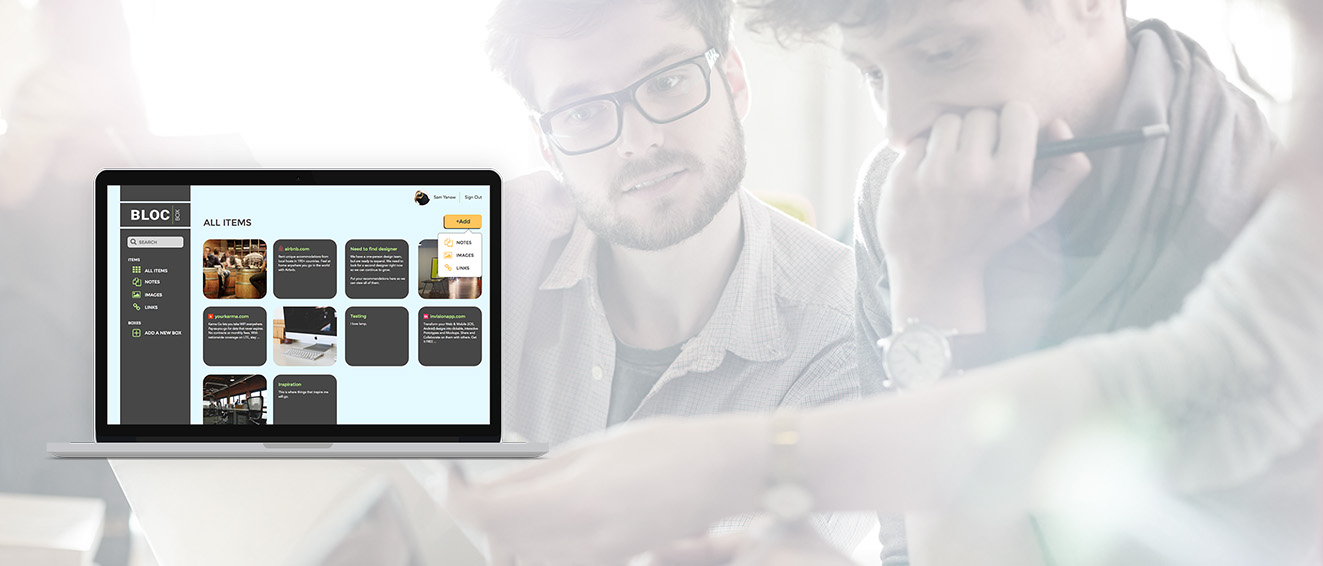 Sam Yanow
Sign Out
BLOC
BOX
ALL ITEMS
+Add
SEARCH
NOTES
IMAGES
LINKS
ITEMS
ALL ITEMS
NOTES
IMAGES
LINKS
BOXES
ADD A NEW BOX
airbnb.com
Rent unique accommodations from
local hosts in 190+ countries. Feel at
home anywhere you go in the world
with Airbnb.
Need to find designer
We have a one-person design team,
but are ready to expand. We need to
look for a second designer right now
so we can continue to grow.
Put your recommendations here so we
can view all of them.
yourkarma.com
Karma Go lets you take WiFi everywhere.
Pay-as-you-go for data that never expires.
No contracts or monthly fees. With
nationwide coverage on LTE, stay ...
Testing
I love lamp.
invisionapp.com
Transform your Web & Mobile (iOS,
Android) designs into clickable, interactive
Prototypes and Mockups. Share and
Collaborate on them with others. Get
it FREE ...
Inspiration
This is where things that inspire me
will go.